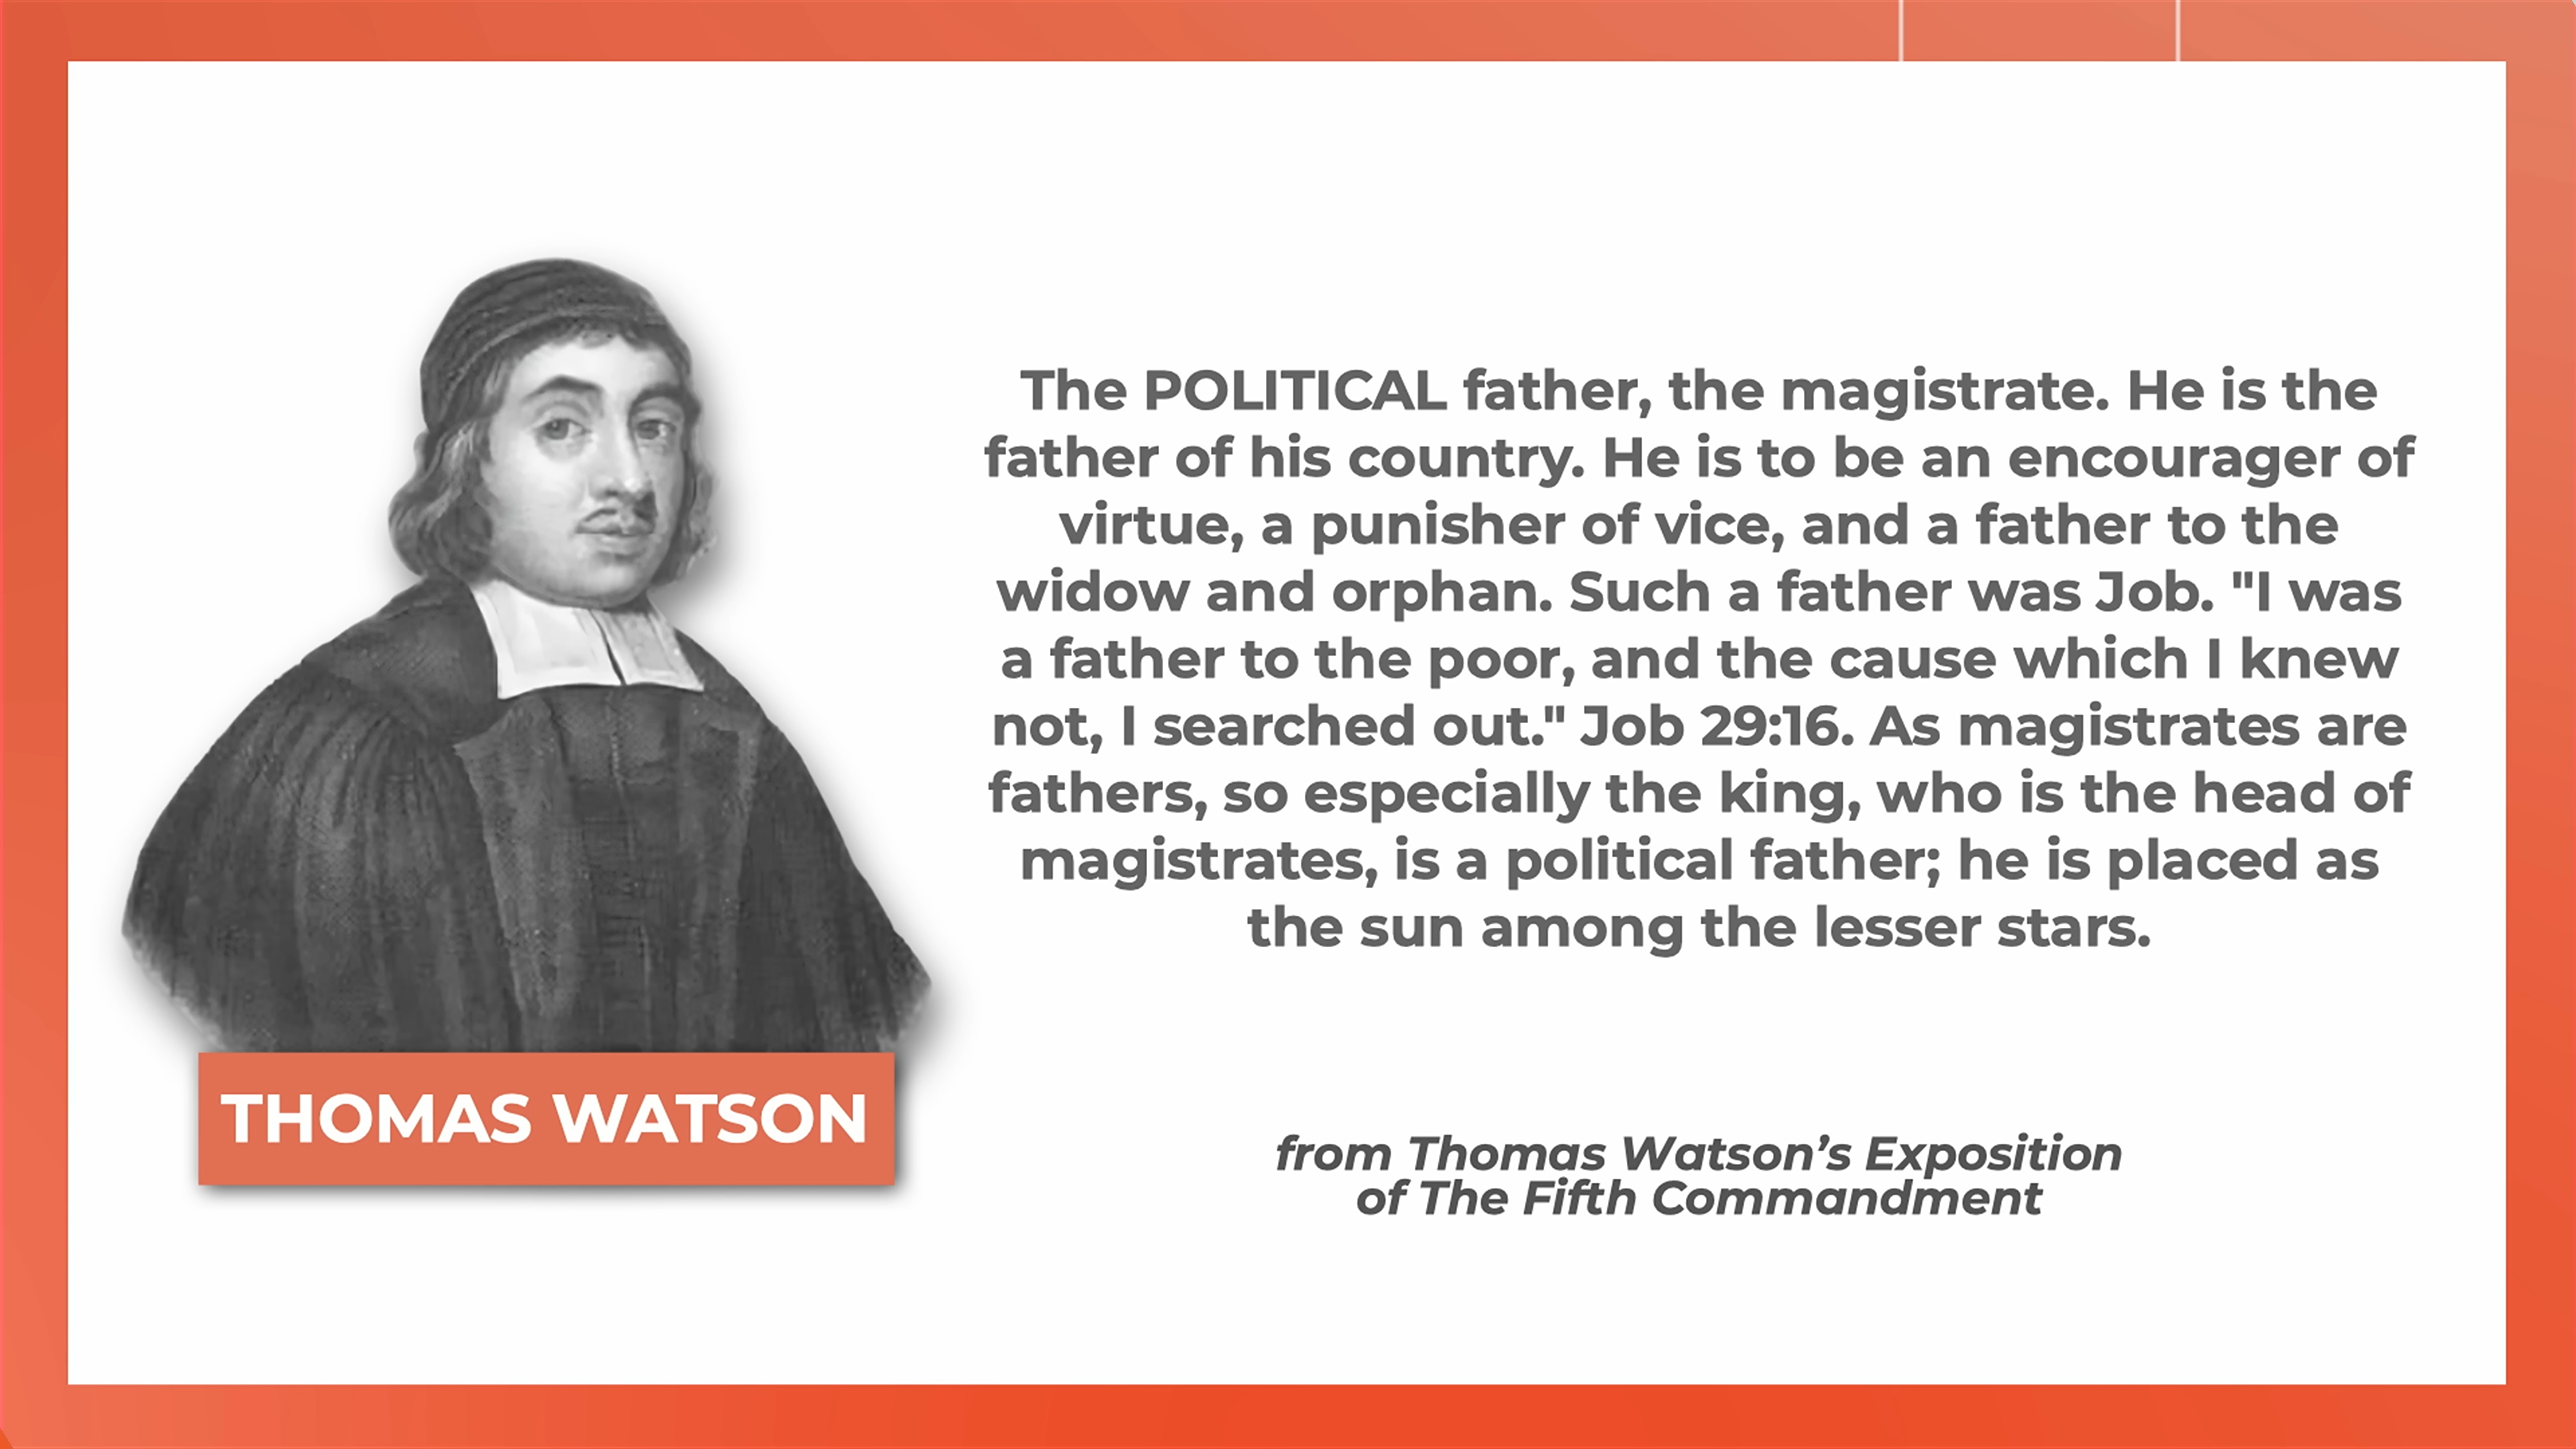 The POLITICAL father, the magistrate. He is the
father of his country. He is to be an encourager of
virtue, a punisher of vice, and a father to the
widow and orphan. Such a father was Job. "I was
a father to the poor, and the cause which I knew
not, I searched out." Job 29:16. As magistrates are
fathers, so especially the king, who is the head of
magistrates, is a political father; he is placed as
the sun among the lesser stars.
THOMAS WATSON
from Thomas Watson’s Exposition
of The Fifth Commandment